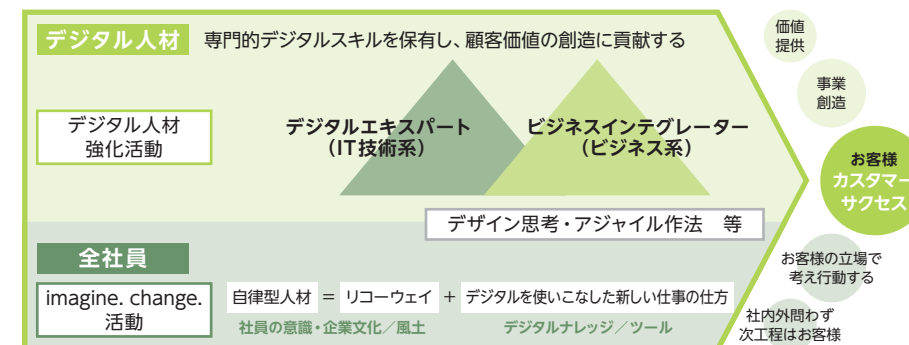 デジタル人材
専門的デジタルスキルを保有し、顧客価値の創造に貢献する
デジタル人材
強化活動
デジタルエキスパート
（IT技術系）
ビジネスインテグレーター
（ビジネス系）
デザイン思考・アジャイル作法　等
全社員
imagine. change.
活動
自律型人材 = リコーウェイ + デジタルを使いこなした新しい仕事の仕方
社員の意識・企業文化／風土
デジタルナレッジ／ツール
価値
提供
事業
創造
お客様
カスタマー
サクセス
お客様の立場で
考え行動する
社内外問わず
次工程はお客様